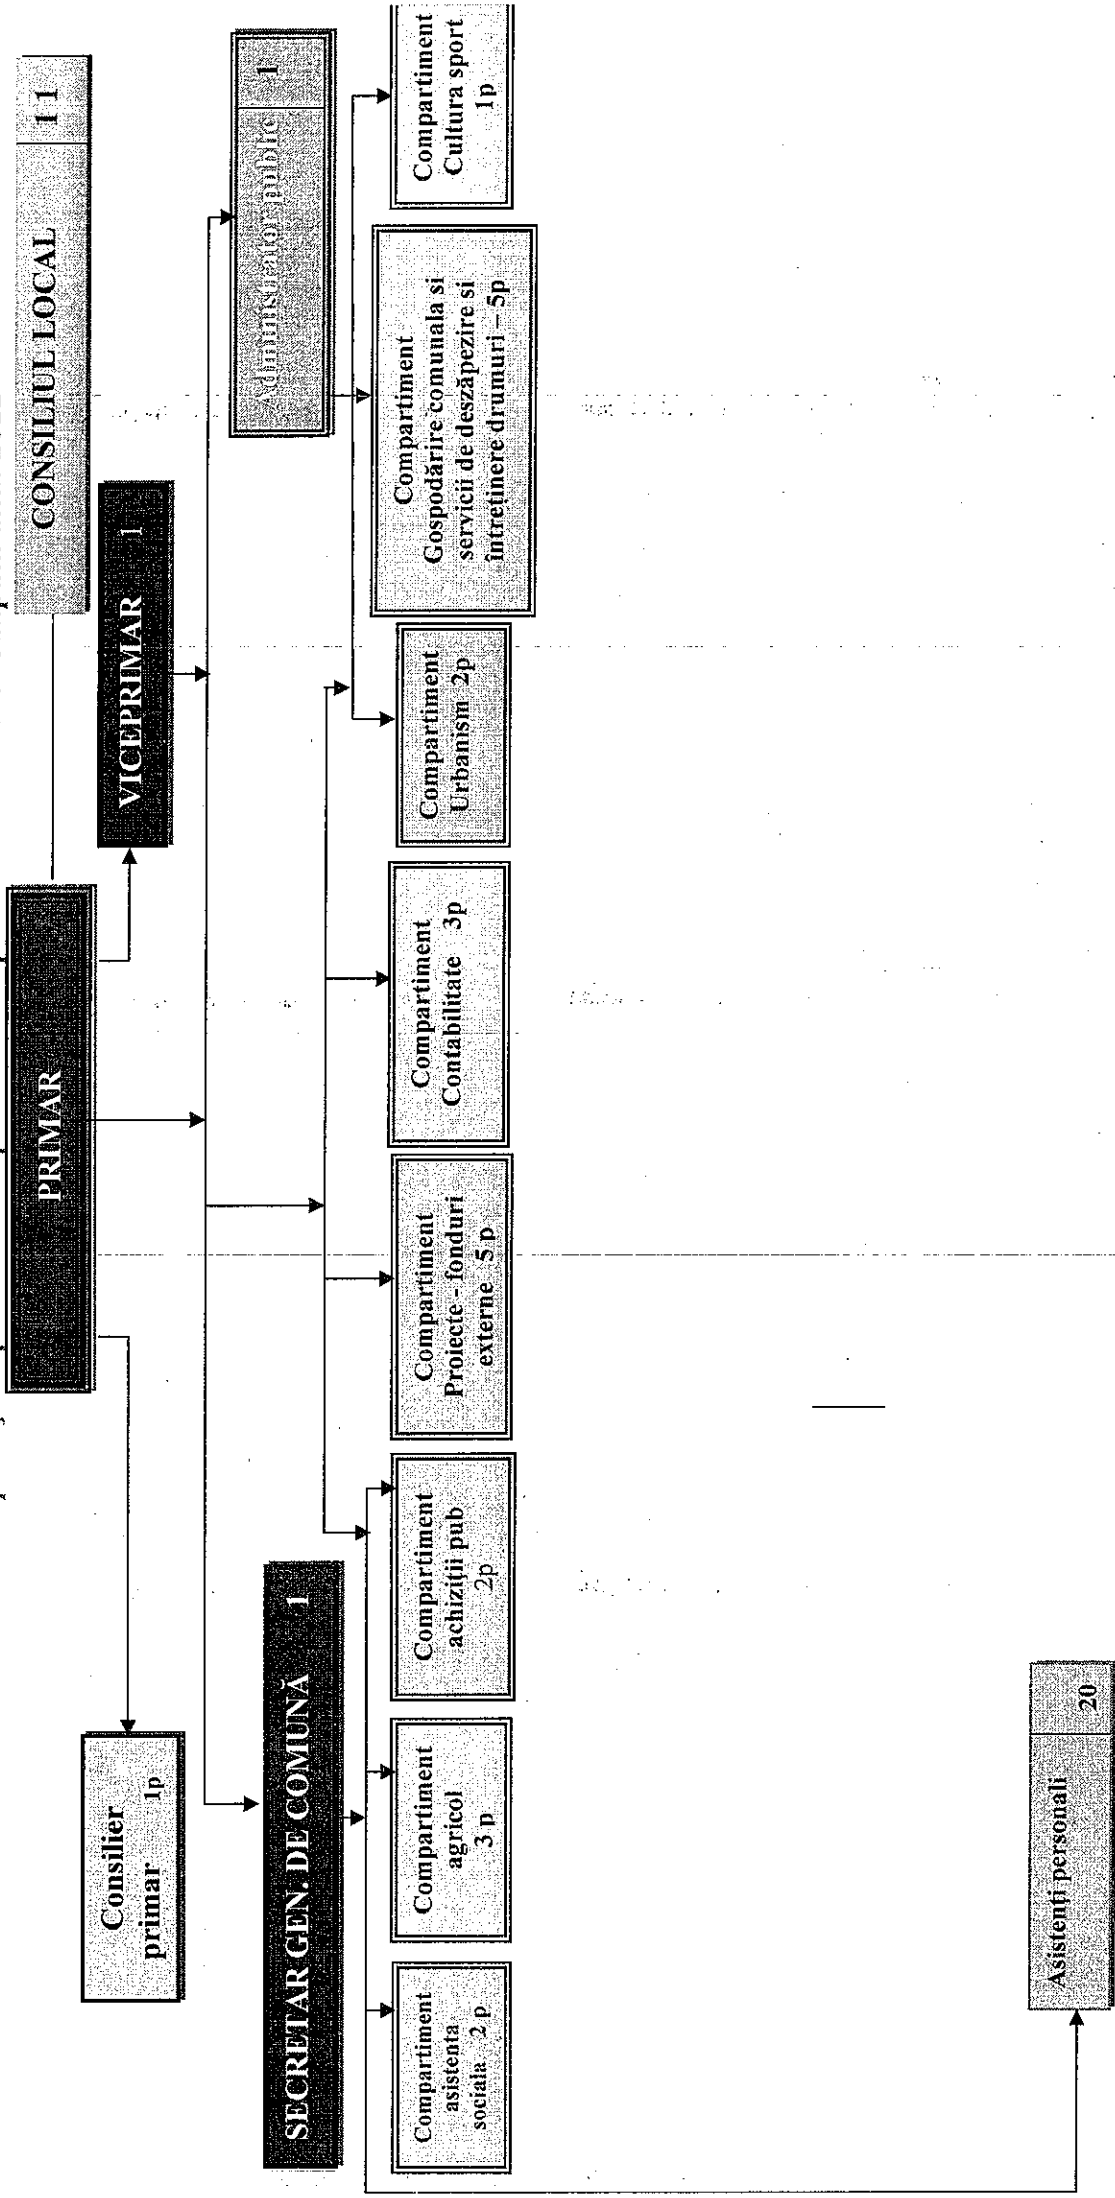 PRIMAR
CONSILIUL LOCAL 11
VICEPRIMAR 1
Consilier
primar 1p
SECRETAR GEN. DE COMUNĂ 1
Administrator public 1
Compartiment
asistenta
sociala 2 p
Compartiment
agricol
3 p
Compartiment
achiziții pub
2p
Compartiment
Proiecte - fonduri
externe 5 p
Compartiment
Contabilitate 3p
Compartiment
Urbanism 2p
Compartiment
Gospodărire comunala si
servicii de deszăpezire si
întreținere drumuri – 5p
Compartiment
Cultura sport
1p
Asistenți personali 20